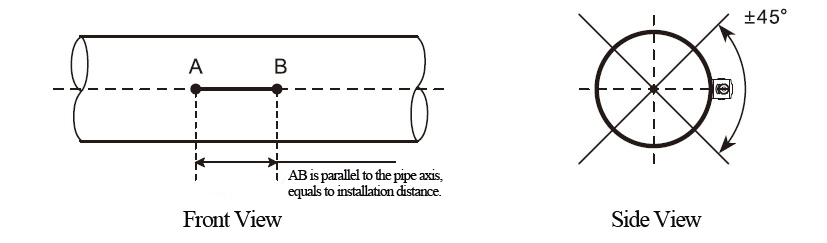 ±45°
A B
AB is parallel to the pipe axis,
equals to installation distance.
Front View
Side View